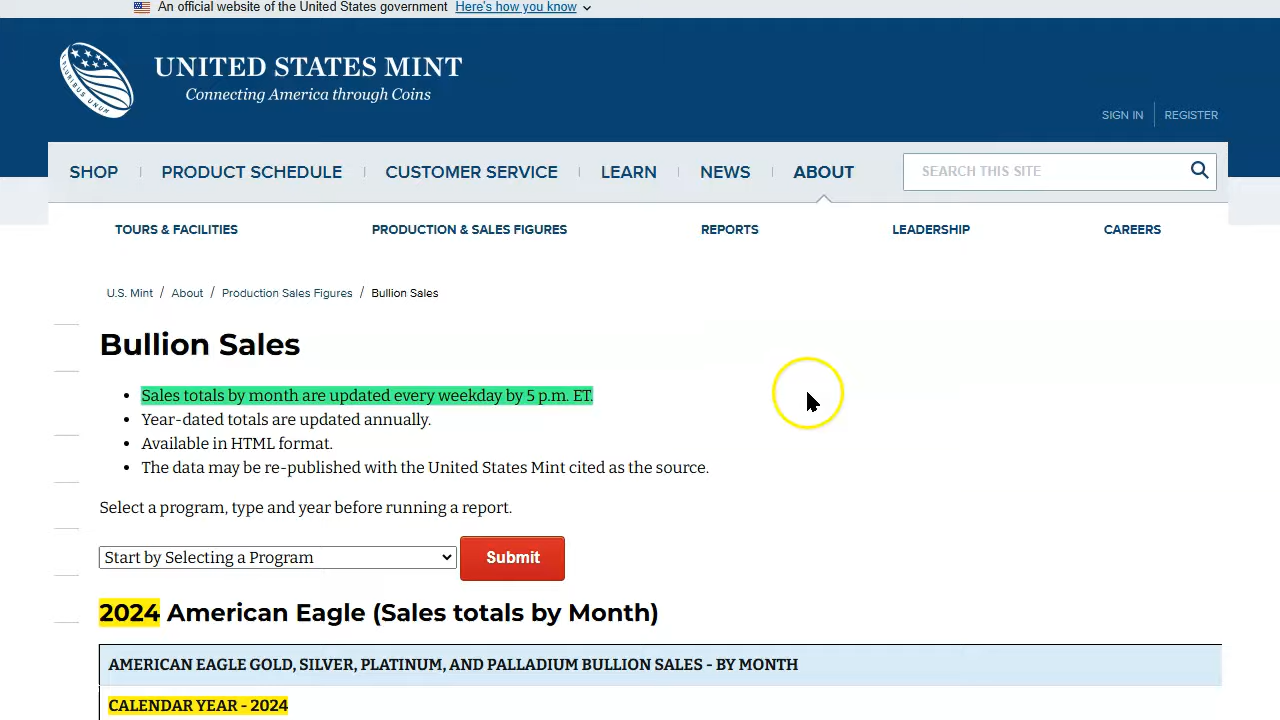 An official website of the United States government Here's how you know
UNITED STATES MINT
Connecting America through Coins
E PLURIBUS UNUM
SIGN IN REGISTER
SHOP PRODUCT SCHEDULE CUSTOMER SERVICE LEARN NEWS ABOUT SEARCH THIS SITE
TOURS & FACILITIES PRODUCTION & SALES FIGURES REPORTS LEADERSHIP CAREERS
U.S. Mint / About / Production Sales Figures / Bullion Sales
Bullion Sales
• Sales totals by month are updated every weekday by 5 p.m. ET.
• Year-dated totals are updated annually.
• Available in HTML format.
• The data may be re-published with the United States Mint cited as the source.
Select a program, type and year before running a report.
Start by Selecting a Program Submit
2024 American Eagle (Sales totals by Month)
AMERICAN EAGLE GOLD, SILVER, PLATINUM, AND PALLADIUM BULLION SALES - BY MONTH
CALENDAR YEAR - 2024